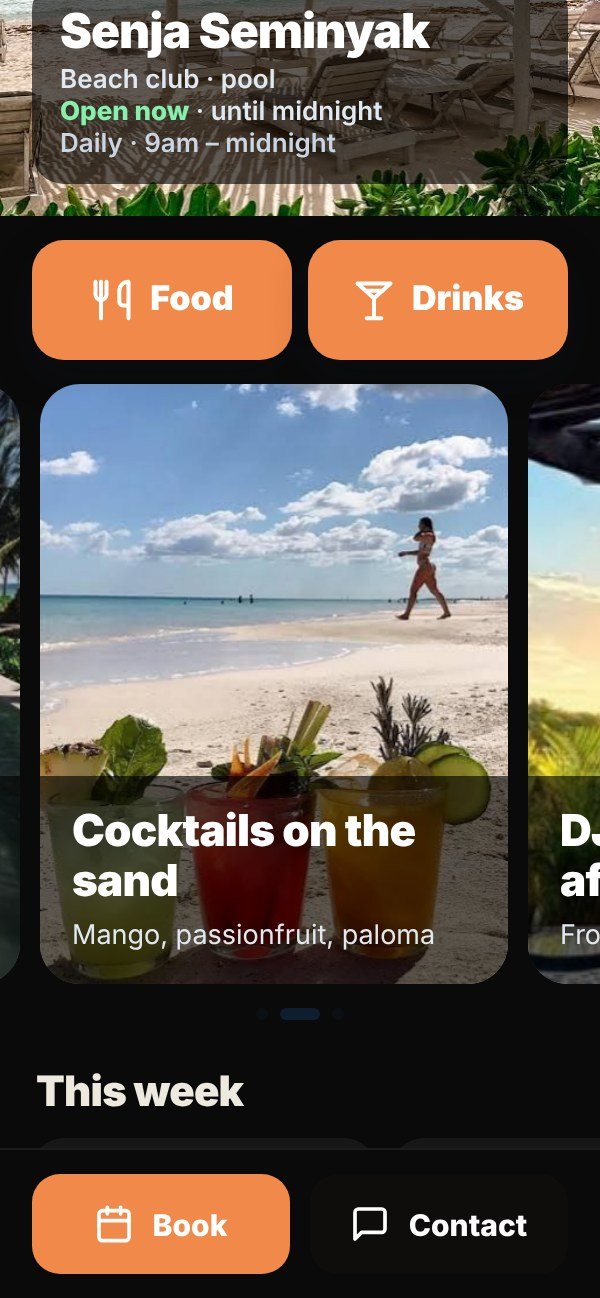 Senja Seminyak
Beach club · pool
Open now · until midnight
Daily · 9am – midnight
Food
Drinks
Cocktails on the
sand
Mango, passionfruit, paloma
This week
Book
Contact